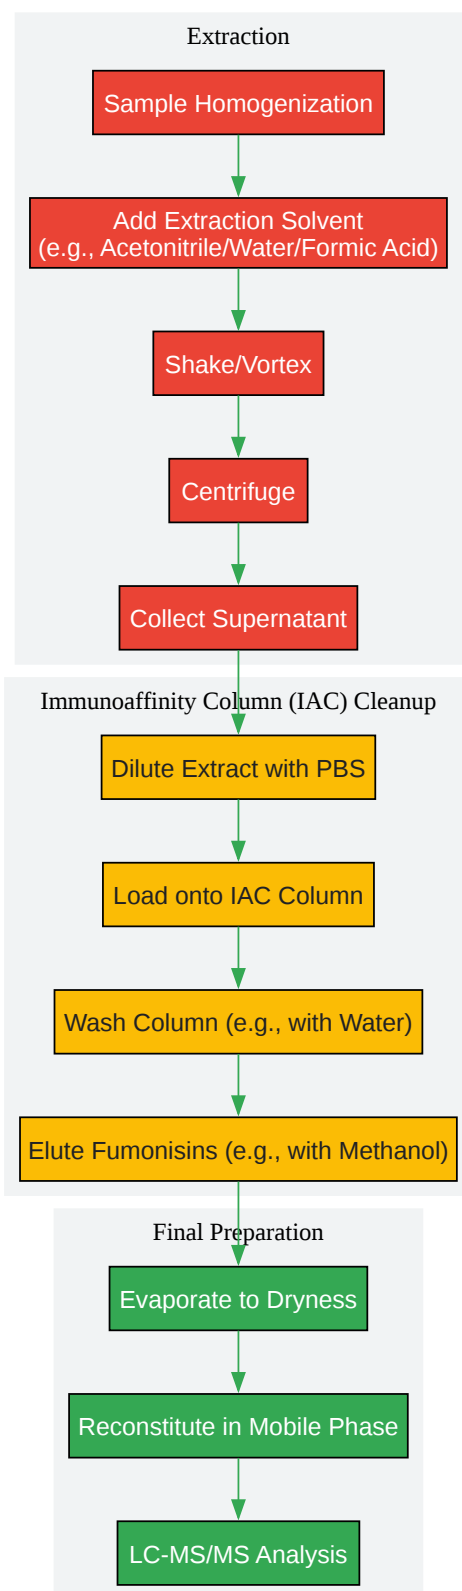 Extraction
Sample Homogenization
Add Extraction Solvent
(e.g., Acetonitrile/Water/Formic Acid)
Shake/Vortex
Centrifuge
Collect Supernatant
Immunoaffinity Column (IAC) Cleanup
Dilute Extract with PBS
Load onto IAC Column
Wash Column (e.g., with Water)
Elute Fumonisins (e.g., with Methanol)
Final Preparation
Evaporate to Dryness
Reconstitute in Mobile Phase
LC-MS/MS Analysis